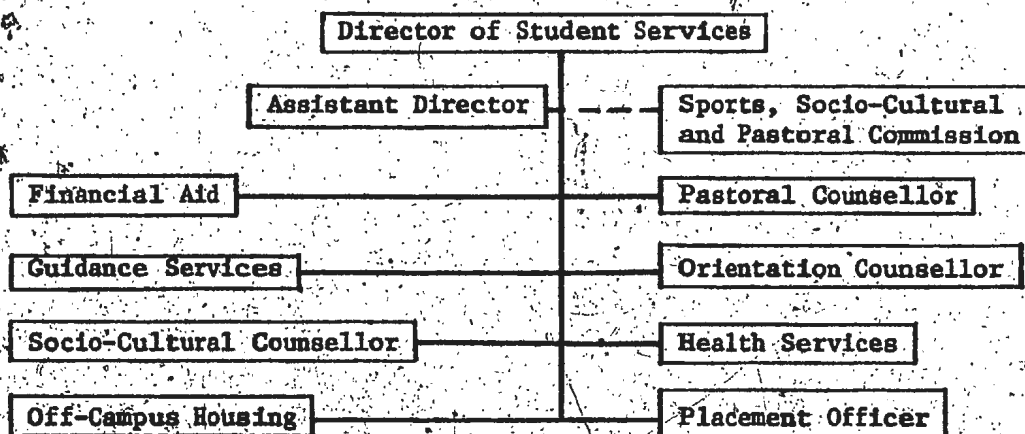 Director of Student Services
Assistant Director
Sports, Socio-Cultural
and Pastoral Commission
Financial Aid
Pastoral Counsellor
Guidance Services
Orientation Counsellor
Socio-Cultural Counsellor
Health Services
Off-Campus Housing
Placement Officer